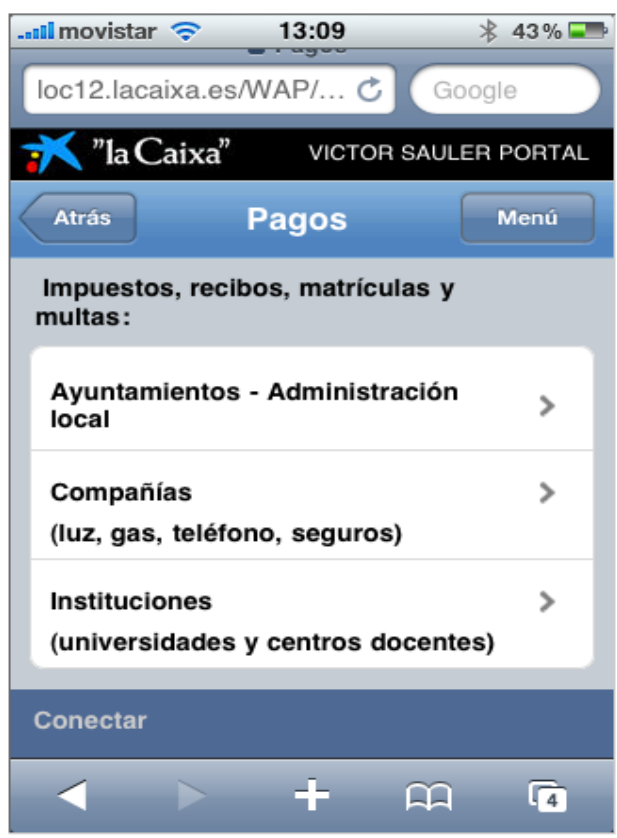 movistar 13:09 43%
Pagos
loc12.lacaixa.es/WAP/... Google
"la Caixa" VICTOR SAULER PORTAL
Atrás Pagos Menú
Impuestos, recibos, matrículas y
multas:
Ayuntamientos - Administración
local
Compañías
(luz, gas, teléfono, seguros)
Instituciones
(universidades y centros docentes)
Conectar
4